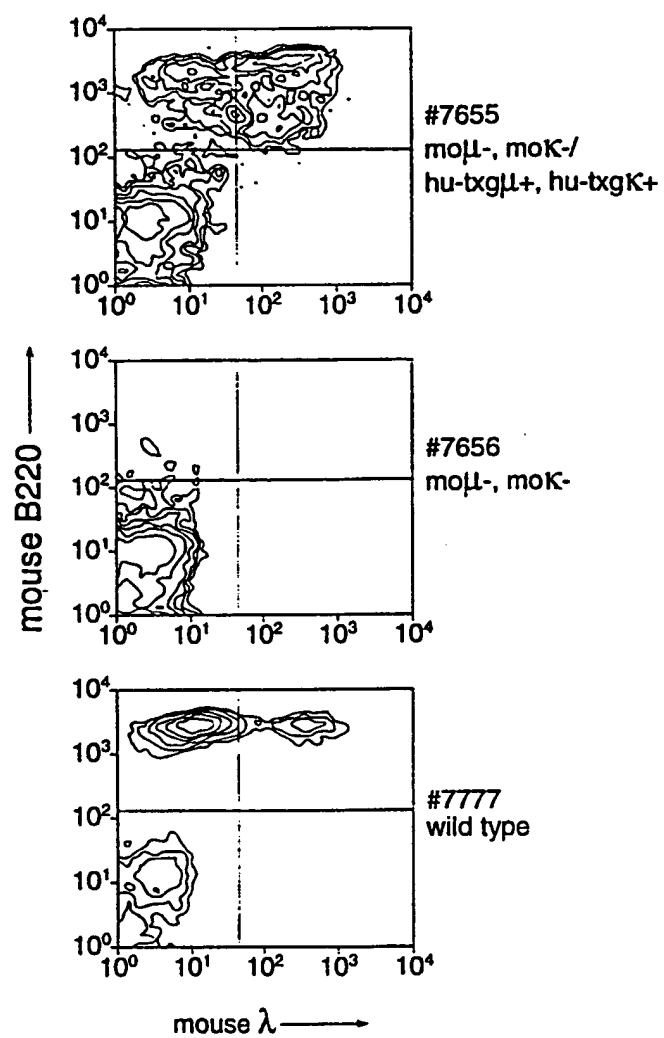 10⁴
10³
10²
10¹
10⁰
10⁰ 10¹ 10² 10³ 10⁴
#7655
moμ-, moκ-/
hu-txgμ+, hu-txgκ+
10⁴
10³
10²
10¹
10⁰
10⁰ 10¹ 10² 10³ 10⁴
#7656
moμ-, moκ-
10⁴
10³
10²
10¹
10⁰
10⁰ 10¹ 10² 10³ 10⁴
#7777
wild type
mouse B220
mouse λ